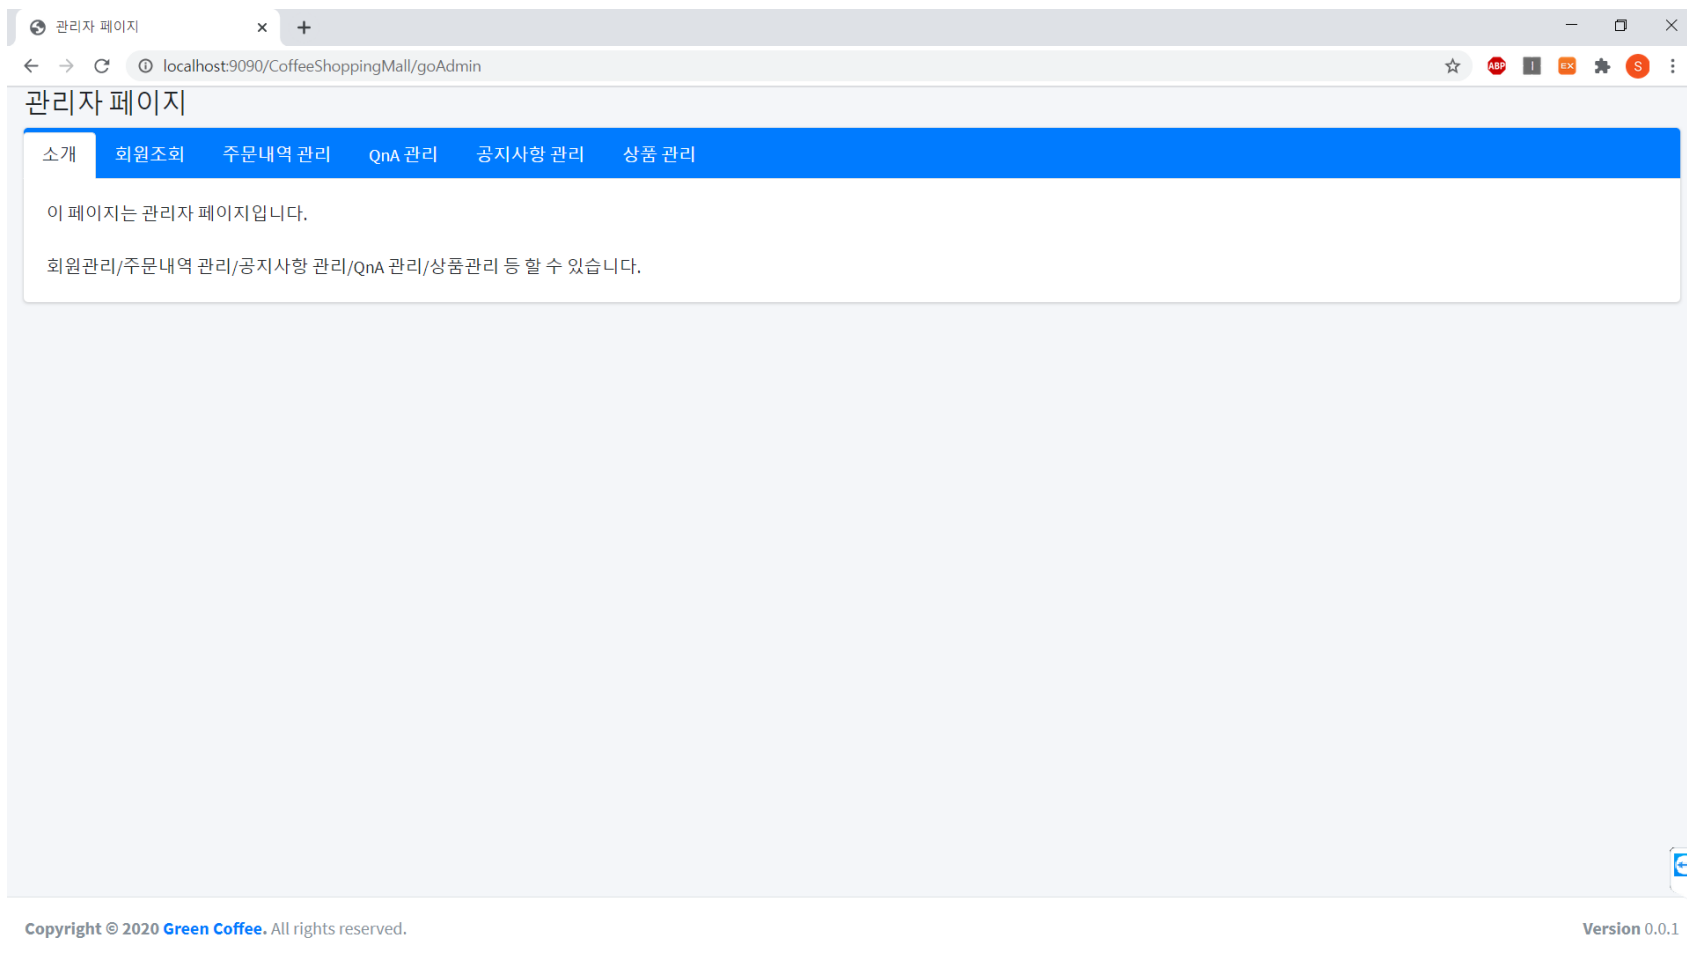 관리자 페이지
localhost:9090/CoffeeShoppingMall/goAdmin
ABP
EX
S
관리자 페이지
소개 회원조회 주문내역 관리 QnA 관리 공지사항 관리 상품 관리
이 페이지는 관리자 페이지입니다.
회원관리/주문내역 관리/공지사항 관리/QnA 관리/상품관리 등 할 수 있습니다.
Copyright © 2020 Green Coffee. All rights reserved.
Version 0.0.1